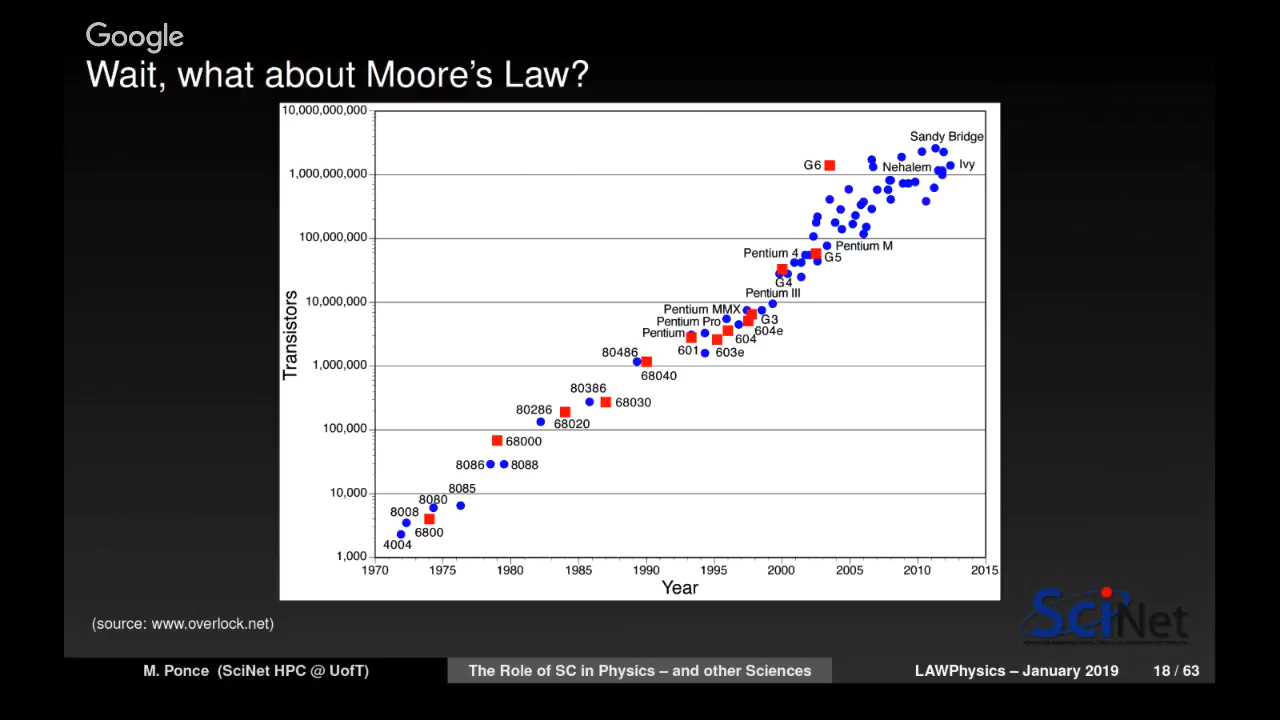 Google
Wait, what about Moore's Law?
10,000,000,000
Sandy Bridge
G6
Nehalem
Ivy
1,000,000,000
100,000,000
Pentium M
Pentium 4
G5
G4
Pentium III
10,000,000
Pentium MMX
Pentium Pro
G3
604e
Pentium
604
601
603e
80486
1,000,000
68040
80386
68030
80286
68020
100,000
68000
8086
8088
8085
10,000
8080
8008
6800
4004
1,000
Transistors
1970 1975 1980 1985 1990 1995 2000 2005 2010 2015
Year
SciNet
(source: www.overlock.net)
M. Ponce (SciNet HPC @ UofT) The Role of SC in Physics – and other Sciences LAWPhysics – January 2019 18 / 63